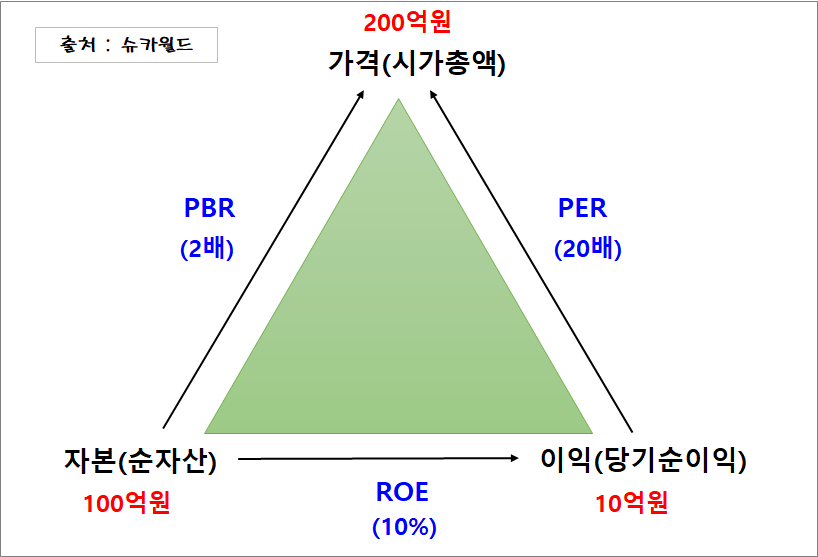 출처 : 슈카월드
200억원
가격(시가총액)
PBR
(2배)
PER
(20배)
자본(순자산)
100억원
ROE
(10%)
이익(당기순이익)
10억원